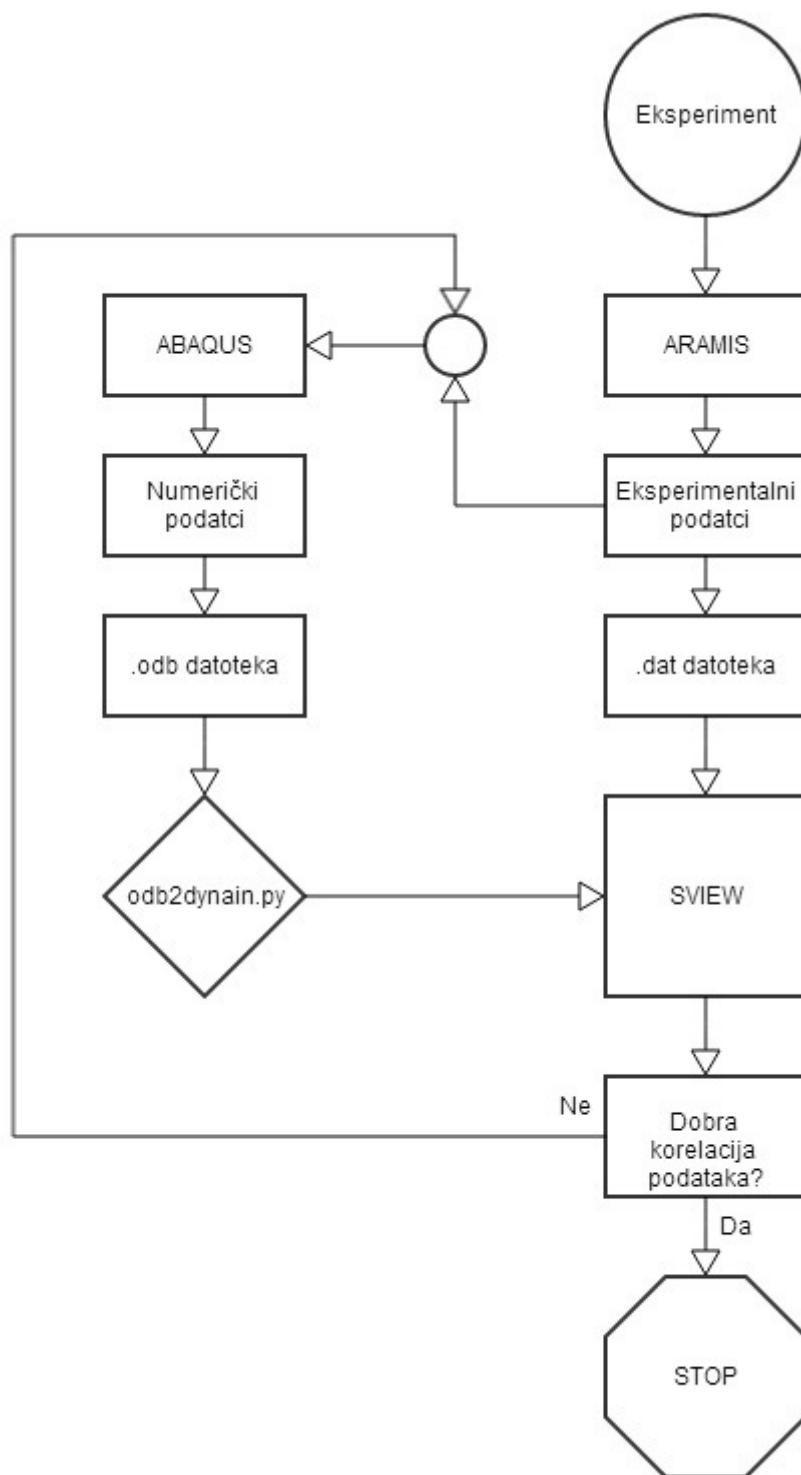 Eksperiment
ABAQUS
ARAMIS
Numerički
podatci
Eksperimentalni
podatci
.odb datoteka
.dat datoteka
odb2dynain.py
SVIEW
Ne
Dobra
korelacija
podataka?
Da
STOP